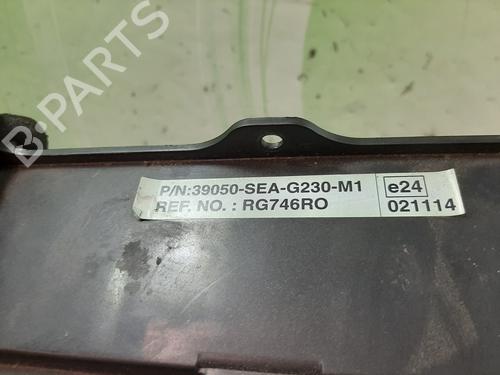 B-PARTS
P/N:39050-SEA-G230-M1 e24
REF. NO. : RG746RO 021114